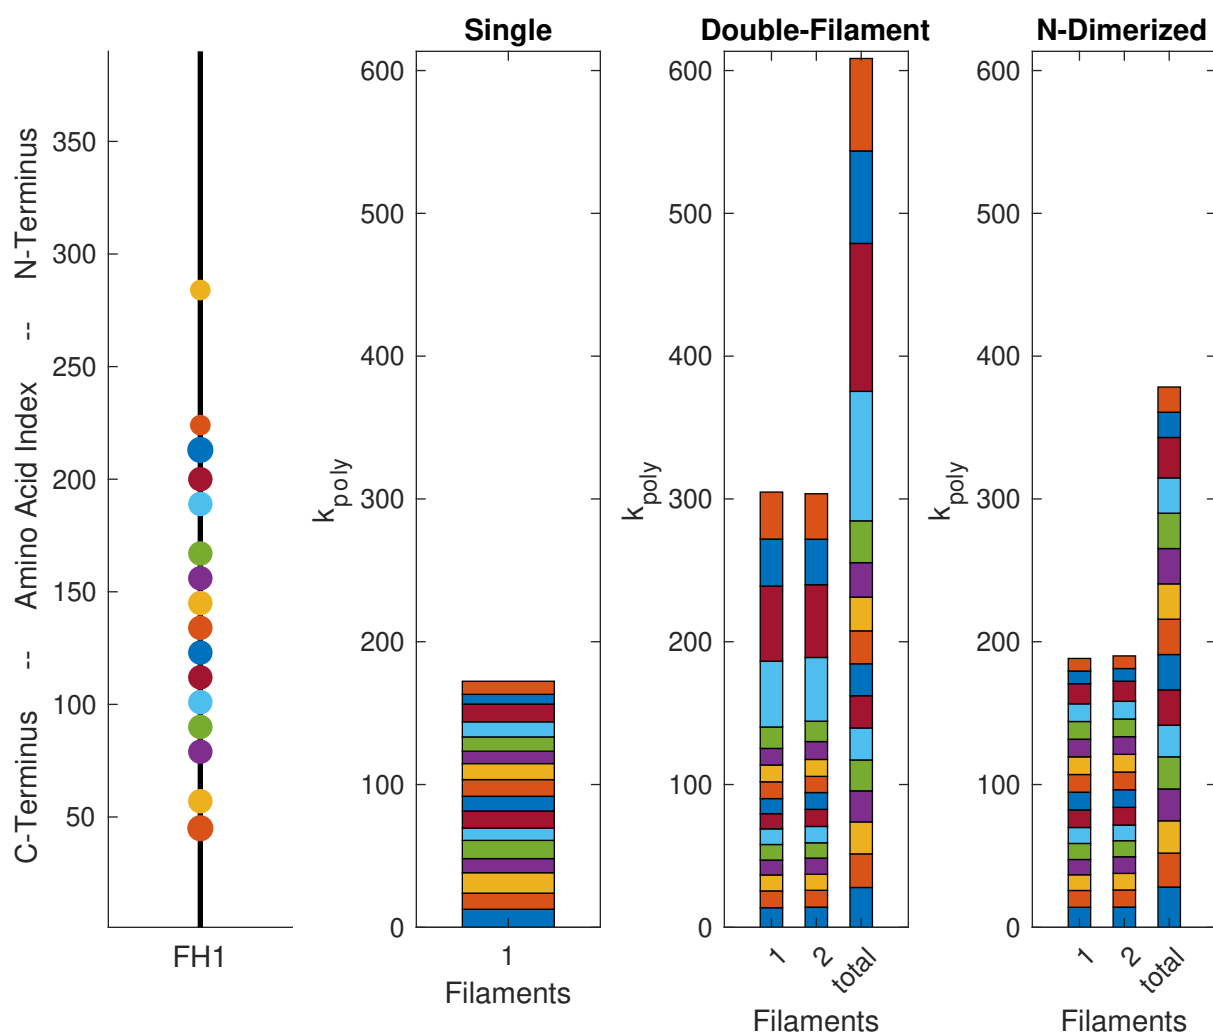 Single
Double-Filament
N-Dimerized
C-Terminus -- Amino Acid Index -- N-Terminus
350
300
250
200
150
100
50
FH1
k_poly
600
500
400
300
200
100
0
1
Filaments
k_poly
600
500
400
300
200
100
0
1
2
total
Filaments
k_poly
600
500
400
300
200
100
0
1
2
total
Filaments